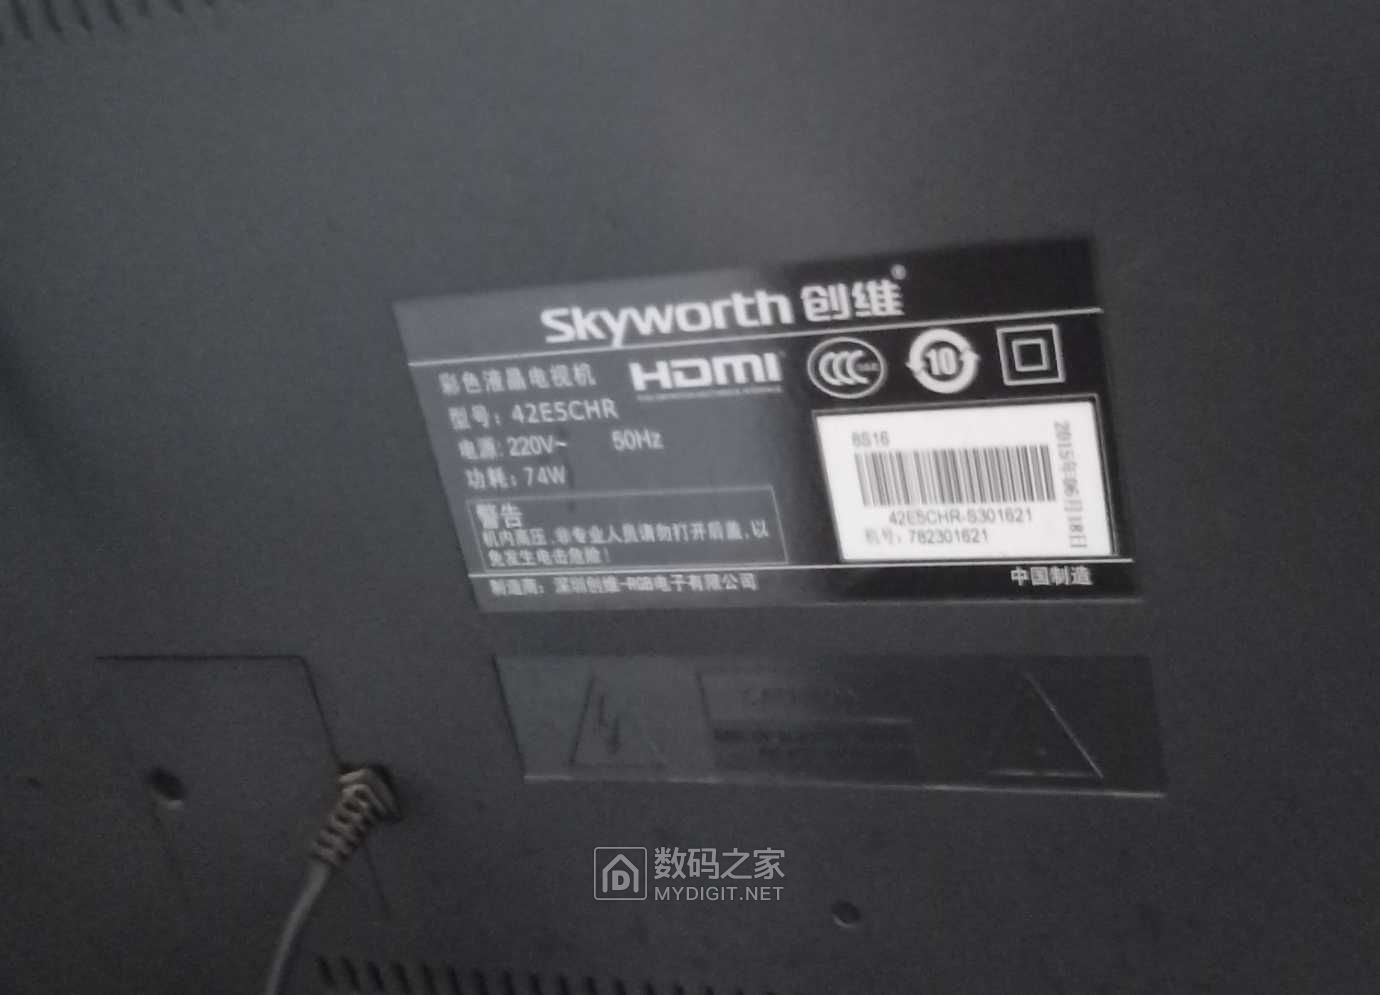 Skyworth 创维®
彩色液晶电视机
HDMI
CCC
10
型号: 42E5CHR
电源: 220V~ 50Hz
功耗: 74W
警告
机内高压,非专业人员请勿打开后盖,以
免发生电击危险!
制造商: 深圳创维-RGB电子有限公司
8S16
42E5CHR-S301621
机号: 782301621
2015年06月18日
中国制造
数码之家
MYDIGIT.NET